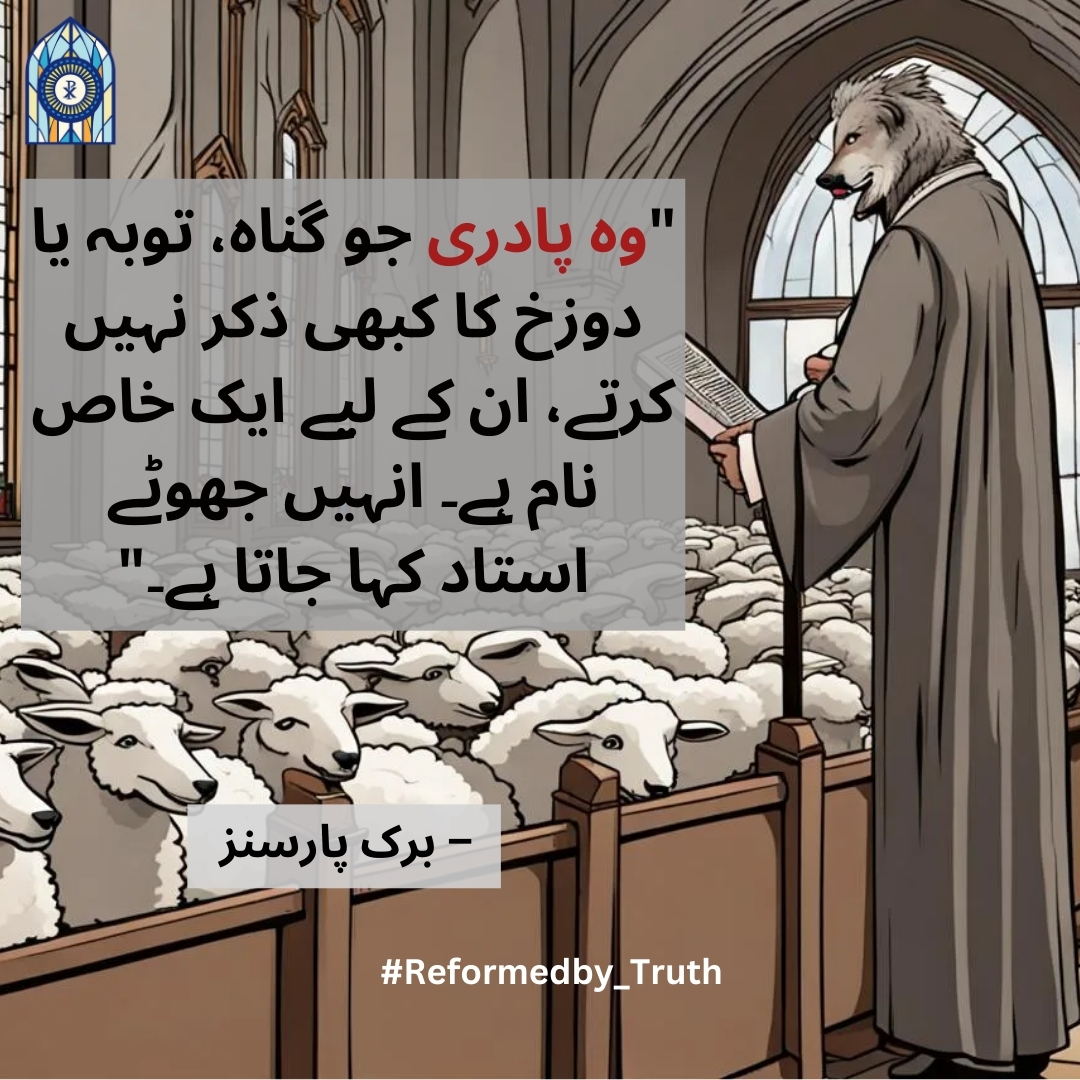 "وہ پادری جو گناہ، توبہ یا
دوزخ کا کبھی ذکر نہیں
کرتے، ان کے لیے ایک خاص
نام ہے۔ انہیں جھوٹے
استاد کہا جاتا ہے۔"
– برک پارسنز
#Reformedby_Truth